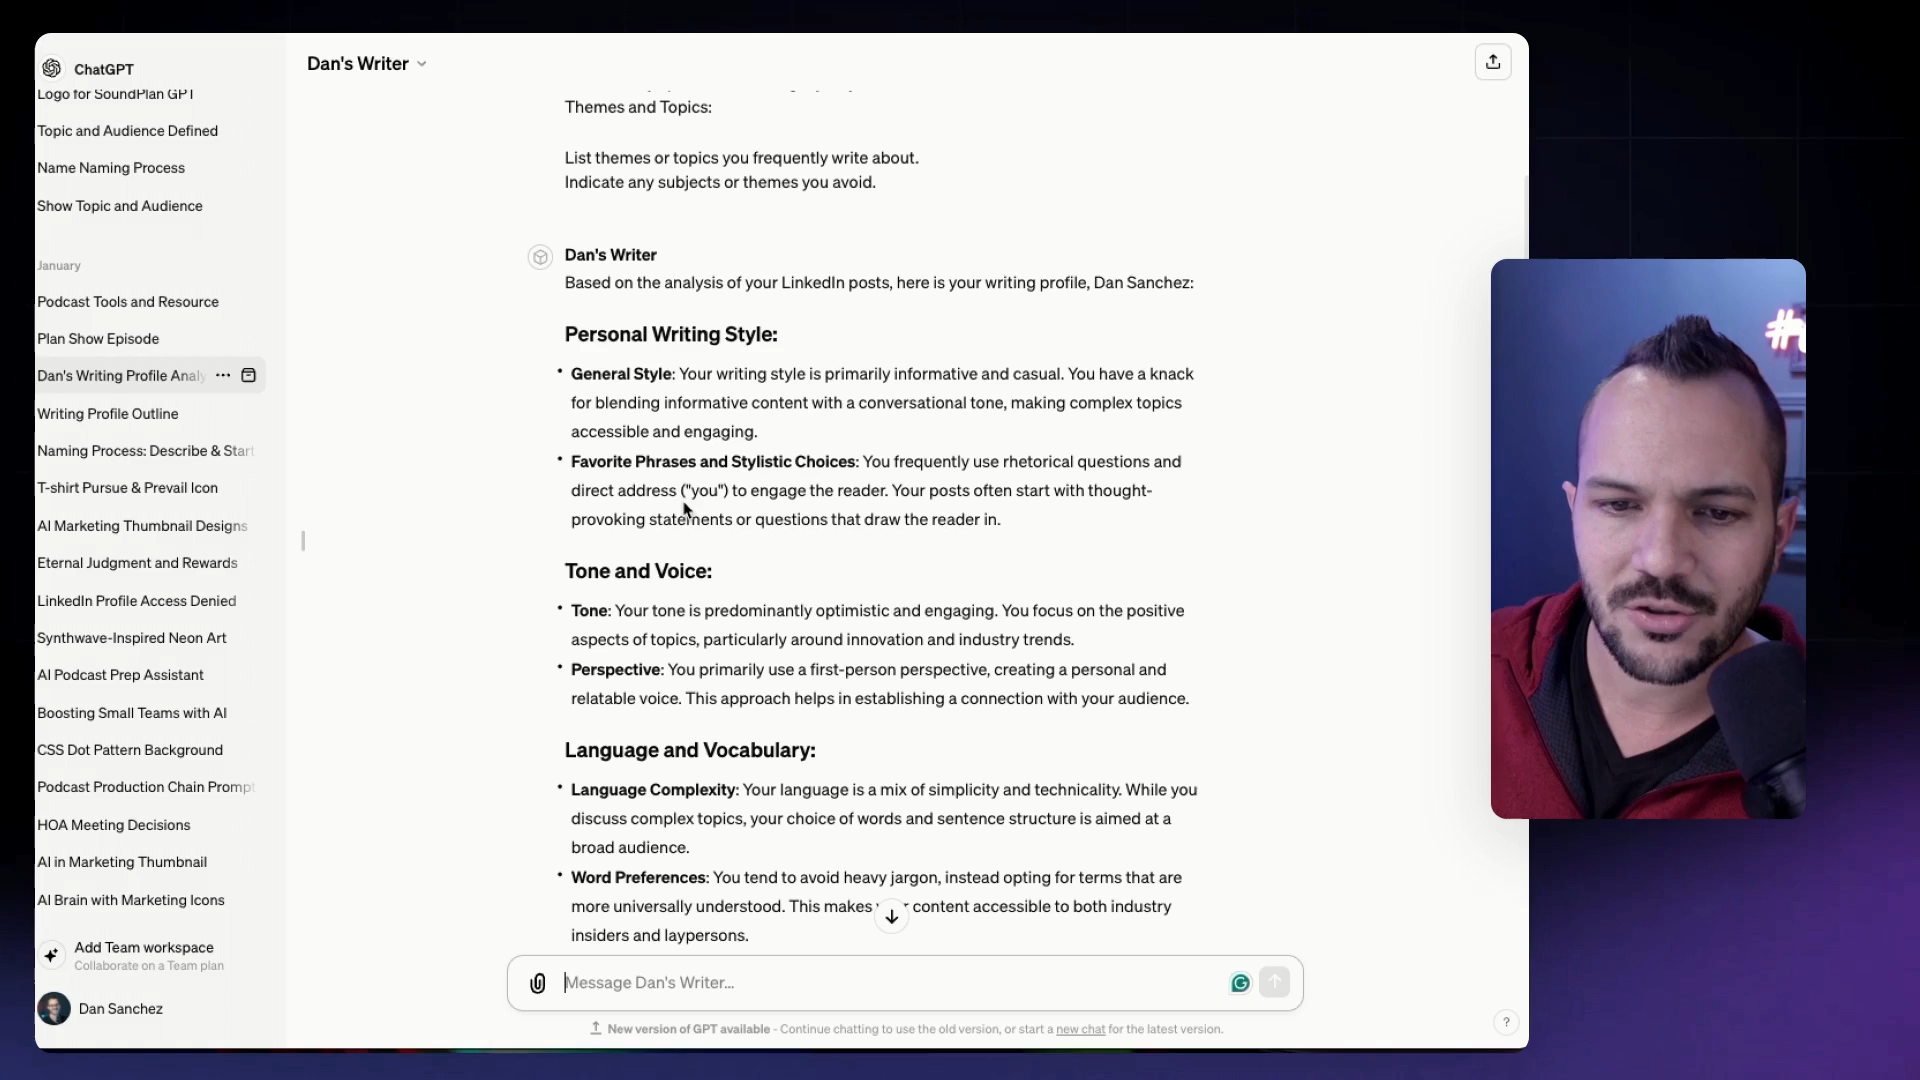 ChatGPT
Logo for SoundPlan GPT
Topic and Audience Defined
Name Naming Process
Show Topic and Audience
January
Podcast Tools and Resource
Plan Show Episode
Dan's Writing Profile Analy
Writing Profile Outline
Naming Process: Describe & Start
T-shirt Pursue & Prevail Icon
AI Marketing Thumbnail Designs
Eternal Judgment and Rewards
LinkedIn Profile Access Denied
Synthwave-Inspired Neon Art
AI Podcast Prep Assistant
Boosting Small Teams with AI
CSS Dot Pattern Background
Podcast Production Chain Prompt
HOA Meeting Decisions
AI in Marketing Thumbnail
AI Brain with Marketing Icons
Add Team workspace
Collaborate on a Team plan
Dan Sanchez
Dan's Writer
Themes and Topics:
List themes or topics you frequently write about.
Indicate any subjects or themes you avoid.
Dan's Writer
Based on the analysis of your LinkedIn posts, here is your writing profile, Dan Sanchez:
Personal Writing Style:
• General Style: Your writing style is primarily informative and casual. You have a knack
for blending informative content with a conversational tone, making complex topics
accessible and engaging.
• Favorite Phrases and Stylistic Choices: You frequently use rhetorical questions and
direct address ("you") to engage the reader. Your posts often start with thought-
provoking statements or questions that draw the reader in.
Tone and Voice:
• Tone: Your tone is predominantly optimistic and engaging. You focus on the positive
aspects of topics, particularly around innovation and industry trends.
• Perspective: You primarily use a first-person perspective, creating a personal and
relatable voice. This approach helps in establishing a connection with your audience.
Language and Vocabulary:
• Language Complexity: Your language is a mix of simplicity and technicality. While you
discuss complex topics, your choice of words and sentence structure is aimed at a
broad audience.
• Word Preferences: You tend to avoid heavy jargon, instead opting for terms that are
more universally understood. This makes your content accessible to both industry
insiders and laypersons.
Message Dan's Writer...
New version of GPT available - Continue chatting to use the old version, or start a new chat for the latest version.
?